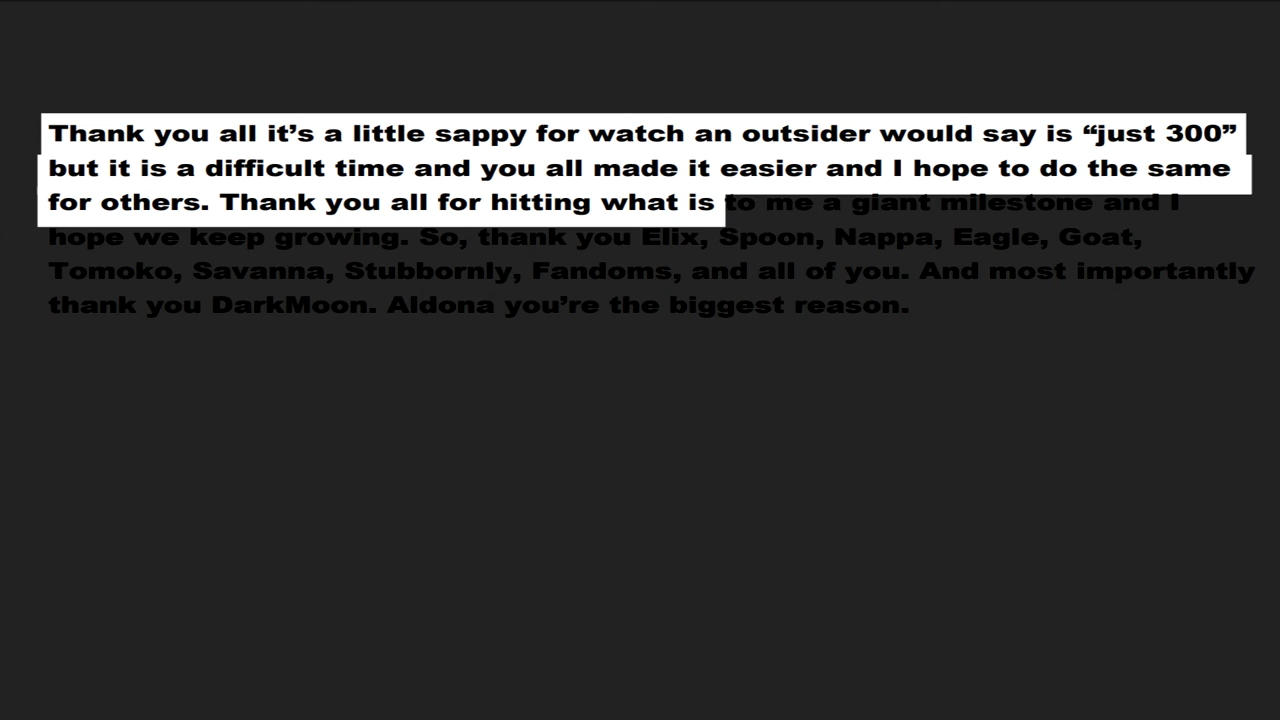 Thank you all it’s a little sappy for watch an outsider would say is “just 300”
but it is a difficult time and you all made it easier and I hope to do the same
for others. Thank you all for hitting what is to me a giant milestone and I
hope we keep growing. So, thank you Elix, Spoon, Nappa, Eagle, Goat,
Tomoko, Savanna, Stubbornly, Fandoms, and all of you. And most importantly
thank you DarkMoon. Aldona you’re the biggest reason.